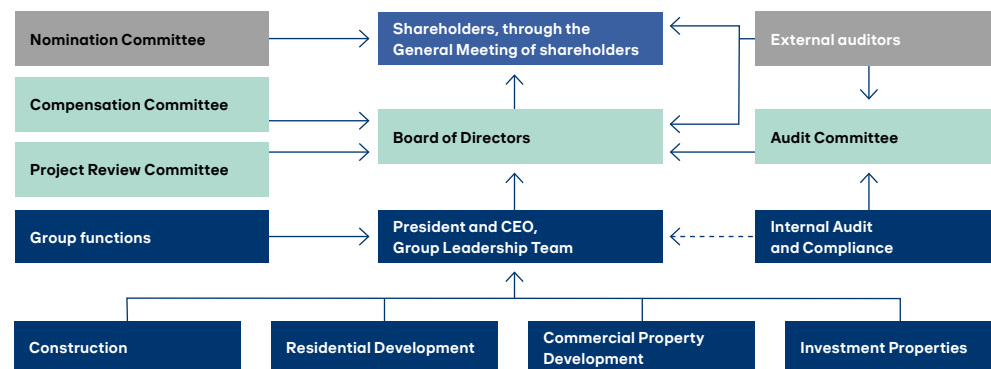 Nomination Committee
Shareholders, through the
General Meeting of shareholders
External auditors
Compensation Committee
Board of Directors
Audit Committee
Project Review Committee
Group functions
President and CEO,
Group Leadership Team
Internal Audit
and Compliance
Construction
Residential Development
Commercial Property
Development
Investment Properties